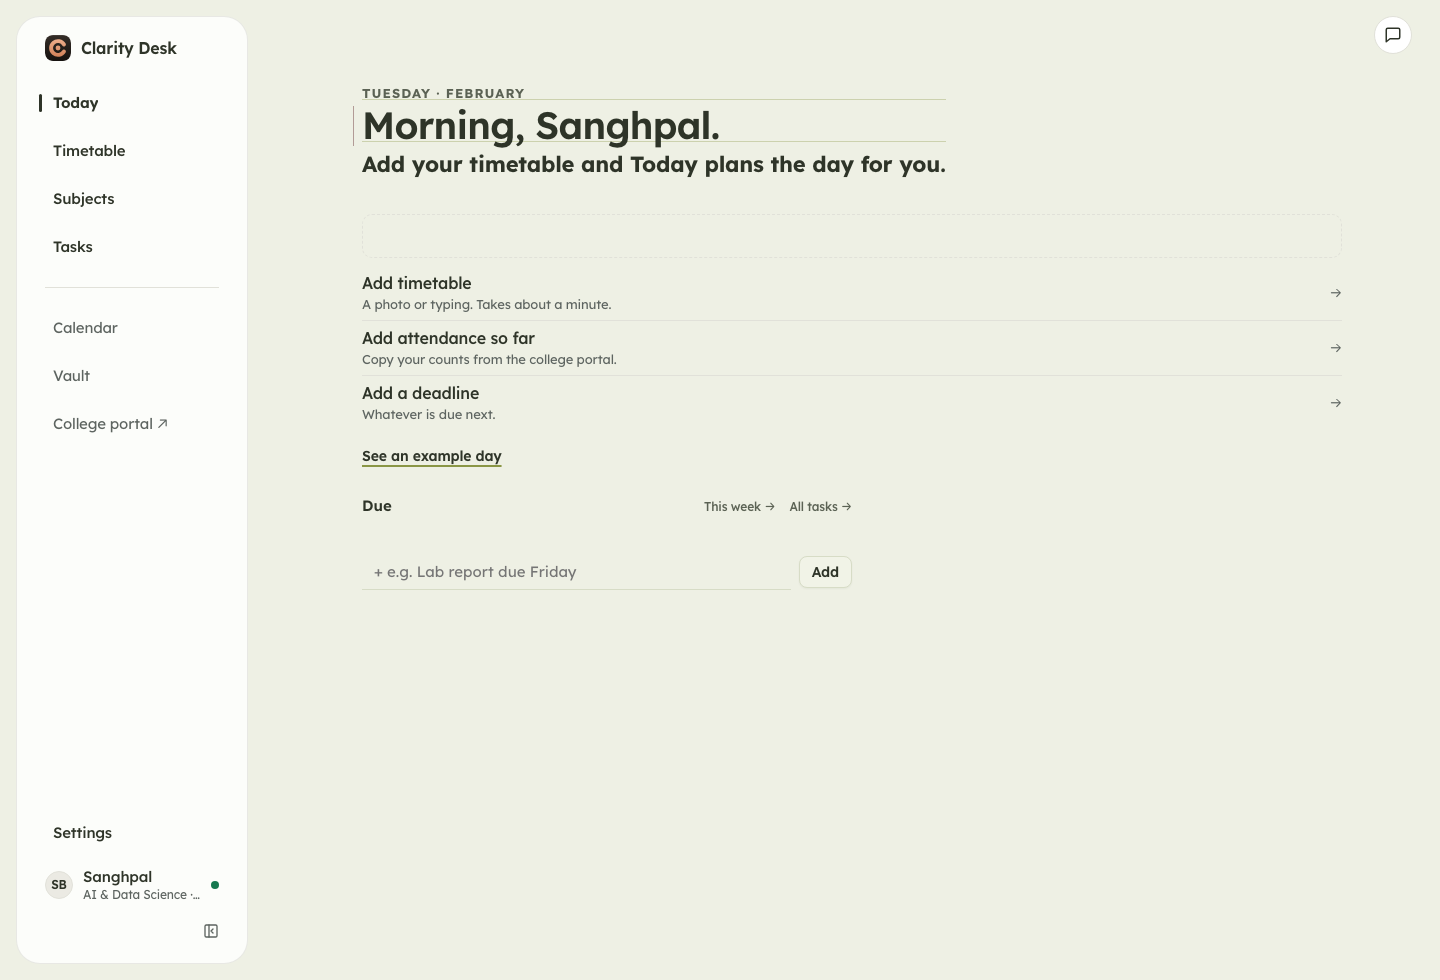 Clarity Desk
Today
Timetable
Subjects
Tasks
Calendar
Vault
College portal ↗
Settings
SB
Sanghpal
AI & Data Science ·…
TUESDAY · FEBRUARY
Morning, Sanghpal.
Add your timetable and Today plans the day for you.
Add timetable
A photo or typing. Takes about a minute.
→
Add attendance so far
Copy your counts from the college portal.
→
Add a deadline
Whatever is due next.
→
See an example day
Due This week → All tasks →
+ e.g. Lab report due Friday Add